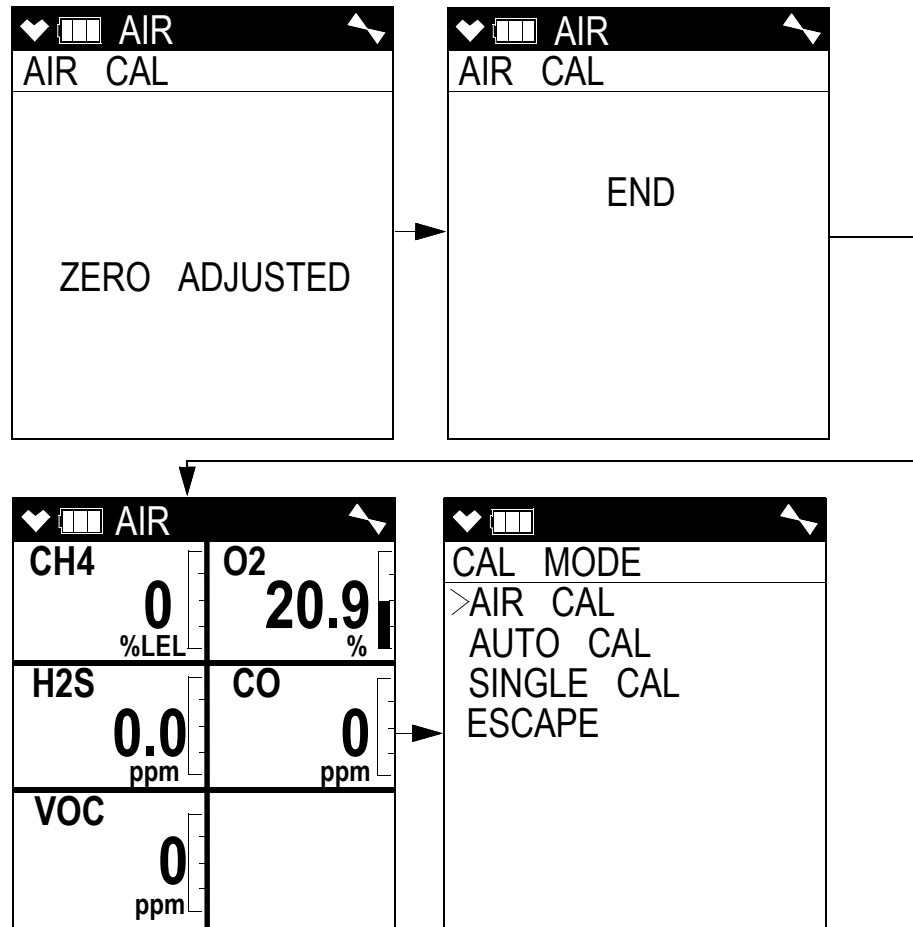 AIR
AIR CAL
ZERO ADJUSTED
AIR
AIR CAL
END
AIR
CH4
0
%LEL
O2
20.9
%
H2S
0.0
ppm
CO
0
ppm
VOC
0
ppm
CAL MODE
>AIR CAL
AUTO CAL
SINGLE CAL
ESCAPE